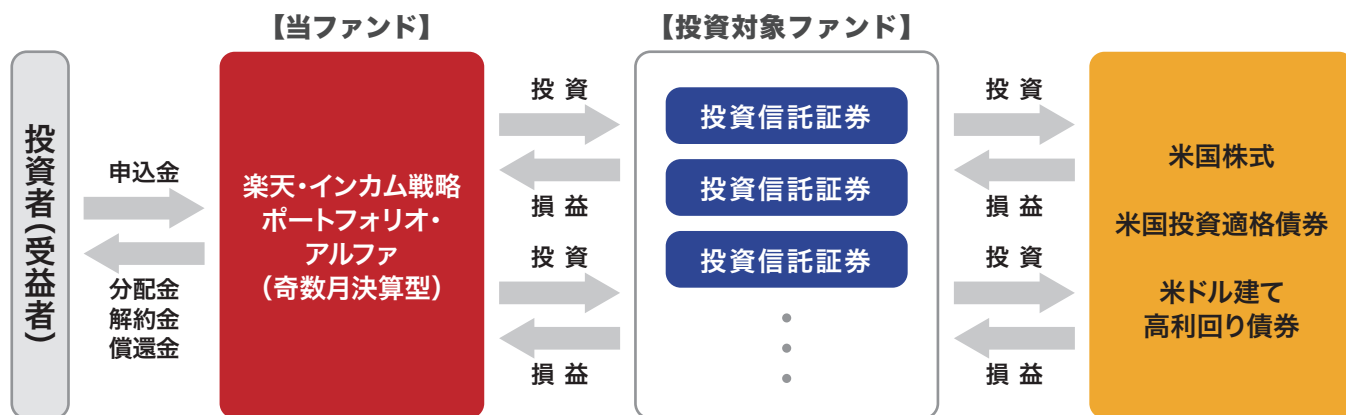 【当ファンド】
【投資対象ファンド】
投資者(受益者)
申込金
分配金
解約金
償還金
楽天・インカム戦略
ポートフォリオ・
アルファ
(奇数月決算型)
投資
損益
投資
損益
投資信託証券
投資信託証券
投資信託証券
投資
損益
投資
損益
米国株式
米国投資適格債券
米ドル建て
高利回り債券